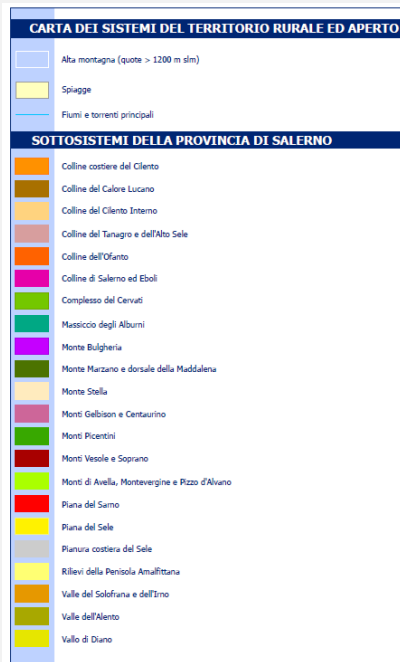 CARTA DEI SISTEMI DEL TERRITORIO RURALE ED APERTO
Alta montagna (quote > 1200 m slm)
Spiagge
Fiumi e torrenti principali
SOTTOSISTEMI DELLA PROVINCIA DI SALERNO
Colline costiere del Cilento
Colline del Calore Lucano
Colline del Cilento Interno
Colline del Tanagro e dell'Alto Sele
Colline dell'Ofanto
Colline di Salerno ed Eboli
Complesso del Cervati
Massiccio degli Alburni
Monte Bulgheria
Monte Marzano e dorsale della Maddalena
Monte Stella
Monti Gelbison e Centaurino
Monti Picentini
Monti Vesole e Soprano
Monti di Avella, Montevergine e Pizzo d'Alvano
Piana del Sarno
Piana del Sele
Pianura costiera del Sele
Rilievi della Penisola Amalfittana
Valle del Solofrana e dell'Irno
Valle dell'Alento
Vallo di Diano